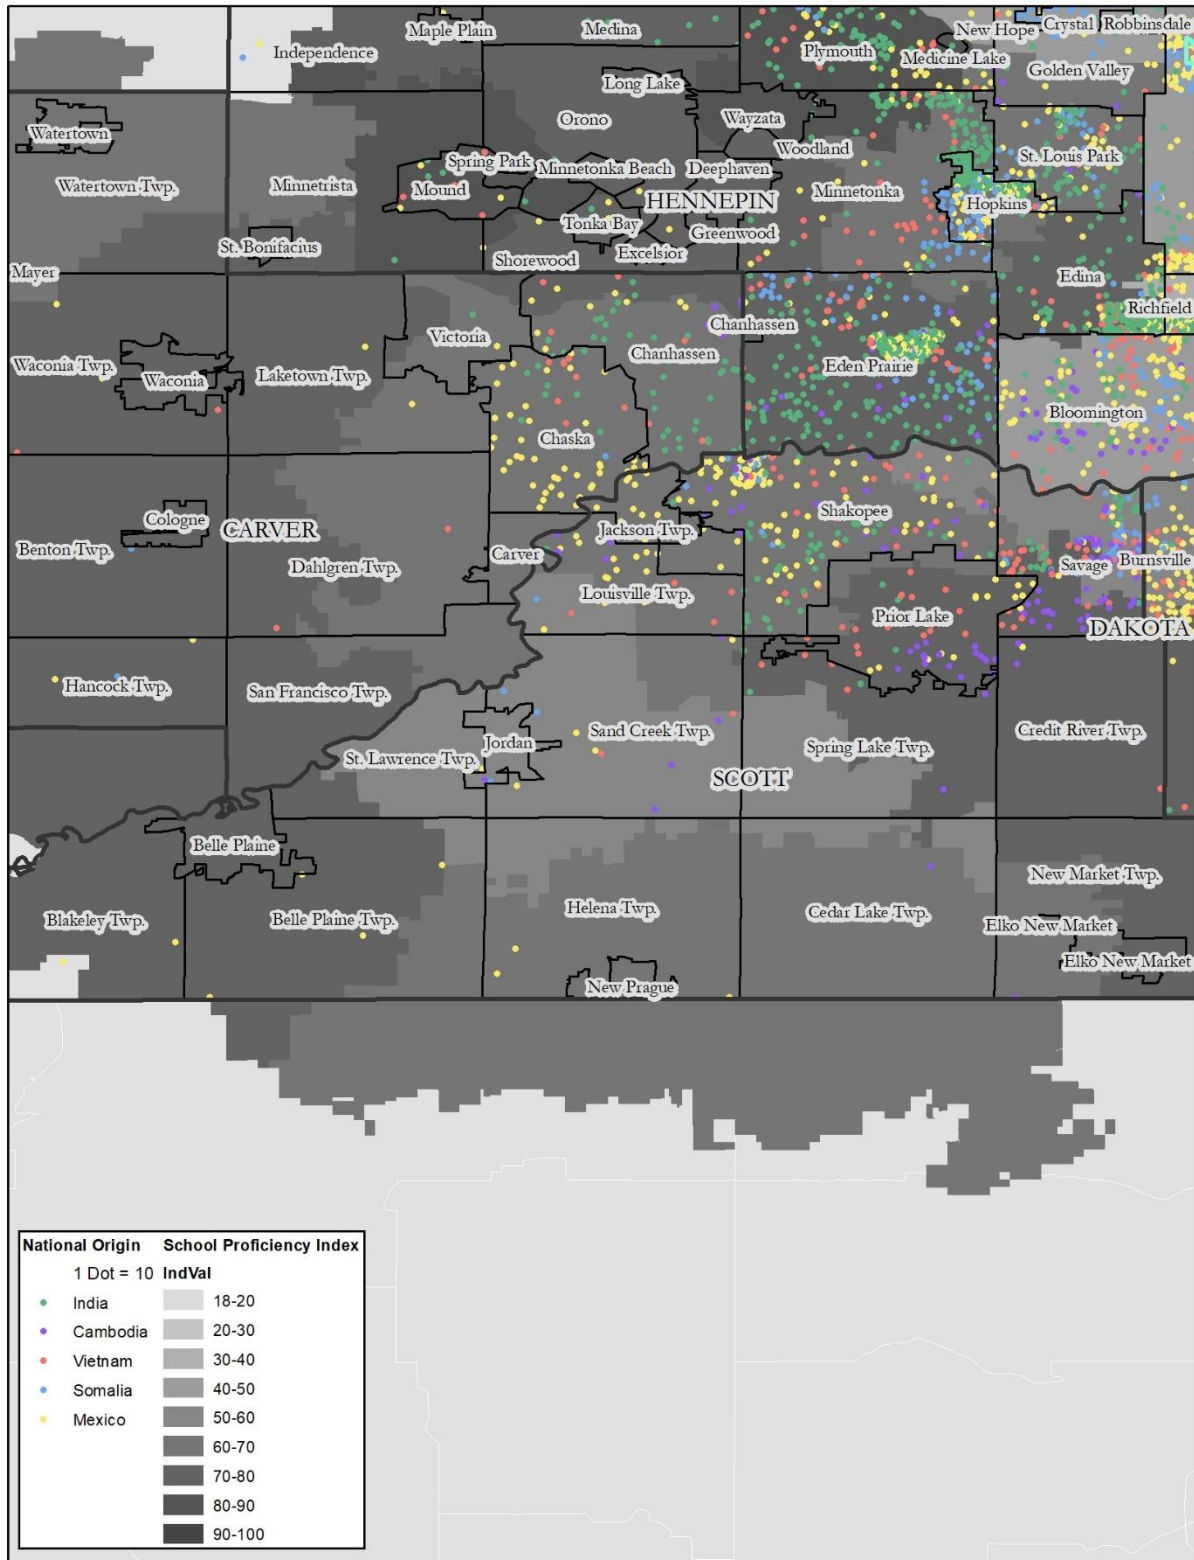 Maple Plain
Medina
New Hope
Crystal
Robbinsdale
Independence
Plymouth
Medicine Lake
Golden Valley
Long Lake
Watertown
Orono
Wayzata
Woodland
St. Louis Park
Watertown Twp.
Minnetrista
Spring Park
Minnetonka Beach
Deephaven
Minnetonka
Mound
HENNEPIN
Hopkins
Tonka Bay
Greenwood
St. Bonifacius
Excelsior
Shorewood
Mayer
Edina
Richfield
Victoria
Chanhassen
Chanhassen
Waconia Twp.
Waconia
Laketown Twp.
Eden Prairie
Bloomington
Chaska
Cologne
CARVER
Jackson Twp.
Shakopee
Benton Twp.
Dahlgren Twp.
Carver
Savage
Burnsville
Louisville Twp.
Prior Lake
DAKOTA
Hancock Twp.
San Francisco Twp.
St. Lawrence Twp.
Jordan
Sand Creek Twp.
Spring Lake Twp.
Credit River Twp.
SCOTT
Belle Plaine
New Market Twp.
Blakeley Twp.
Belle Plaine Twp.
Helena Twp.
Cedar Lake Twp.
Elko New Market
Elko New Market
New Prague
National Origin School Proficiency Index
1 Dot = 10 IndVal
India 18-20
Cambodia 20-30
Vietnam 30-40
Somalia 40-50
Mexico 50-60
60-70
70-80
80-90
90-100